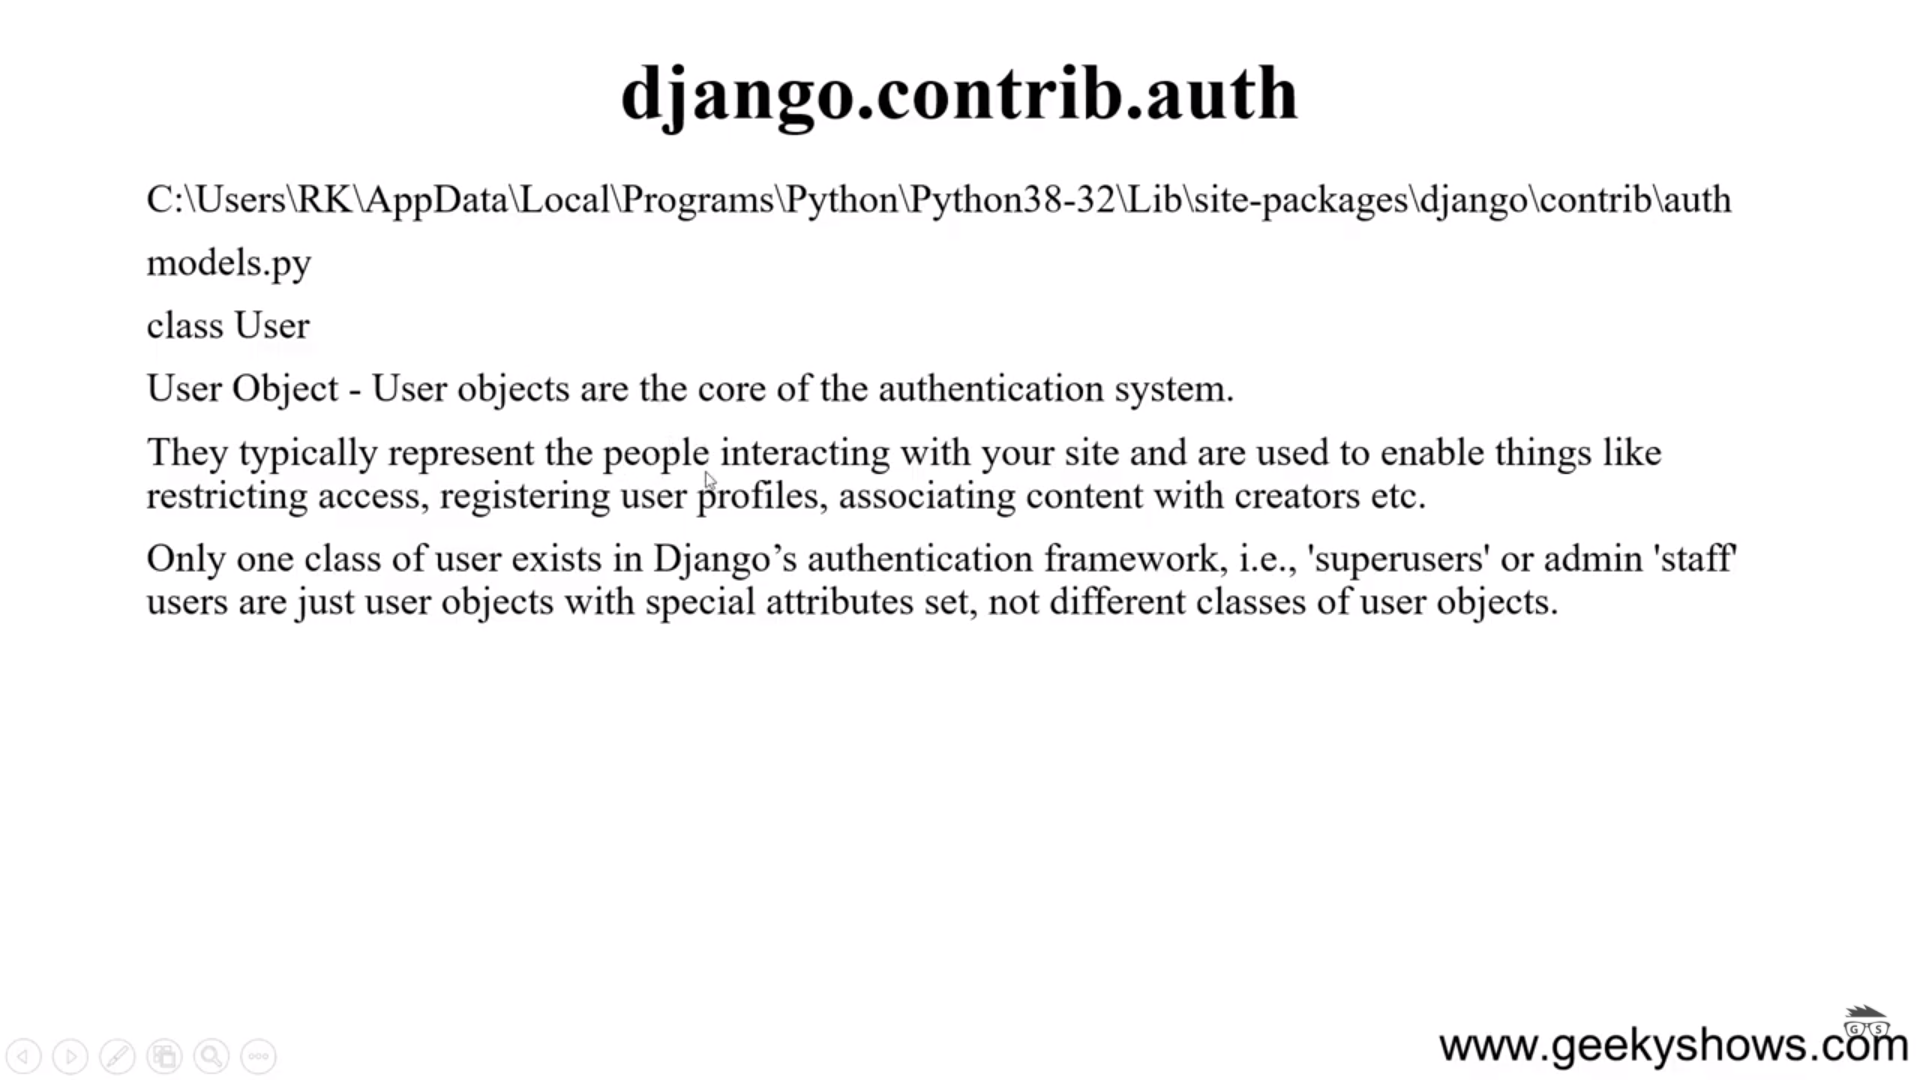 django.contrib.auth
C:\Users\RK\AppData\Local\Programs\Python\Python38-32\Lib\site-packages\django\contrib\auth
models.py
class User
User Object - User objects are the core of the authentication system.
They typically represent the people interacting with your site and are used to enable things like
restricting access, registering user profiles, associating content with creators etc.
Only one class of user exists in Django’s authentication framework, i.e., 'superusers' or admin 'staff'
users are just user objects with special attributes set, not different classes of user objects.
G S
www.geekyshows.com